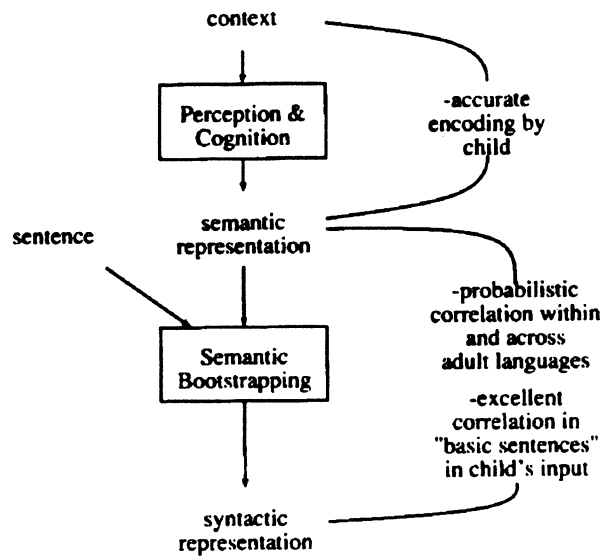 context
Perception &
Cognition
-accurate
encoding by
child
semantic
representation
sentence
-probabilistic
correlation within
and across
adult languages
Semantic
Bootstrapping
-excellent
correlation in
"basic sentences"
in child's input
syntactic
representation